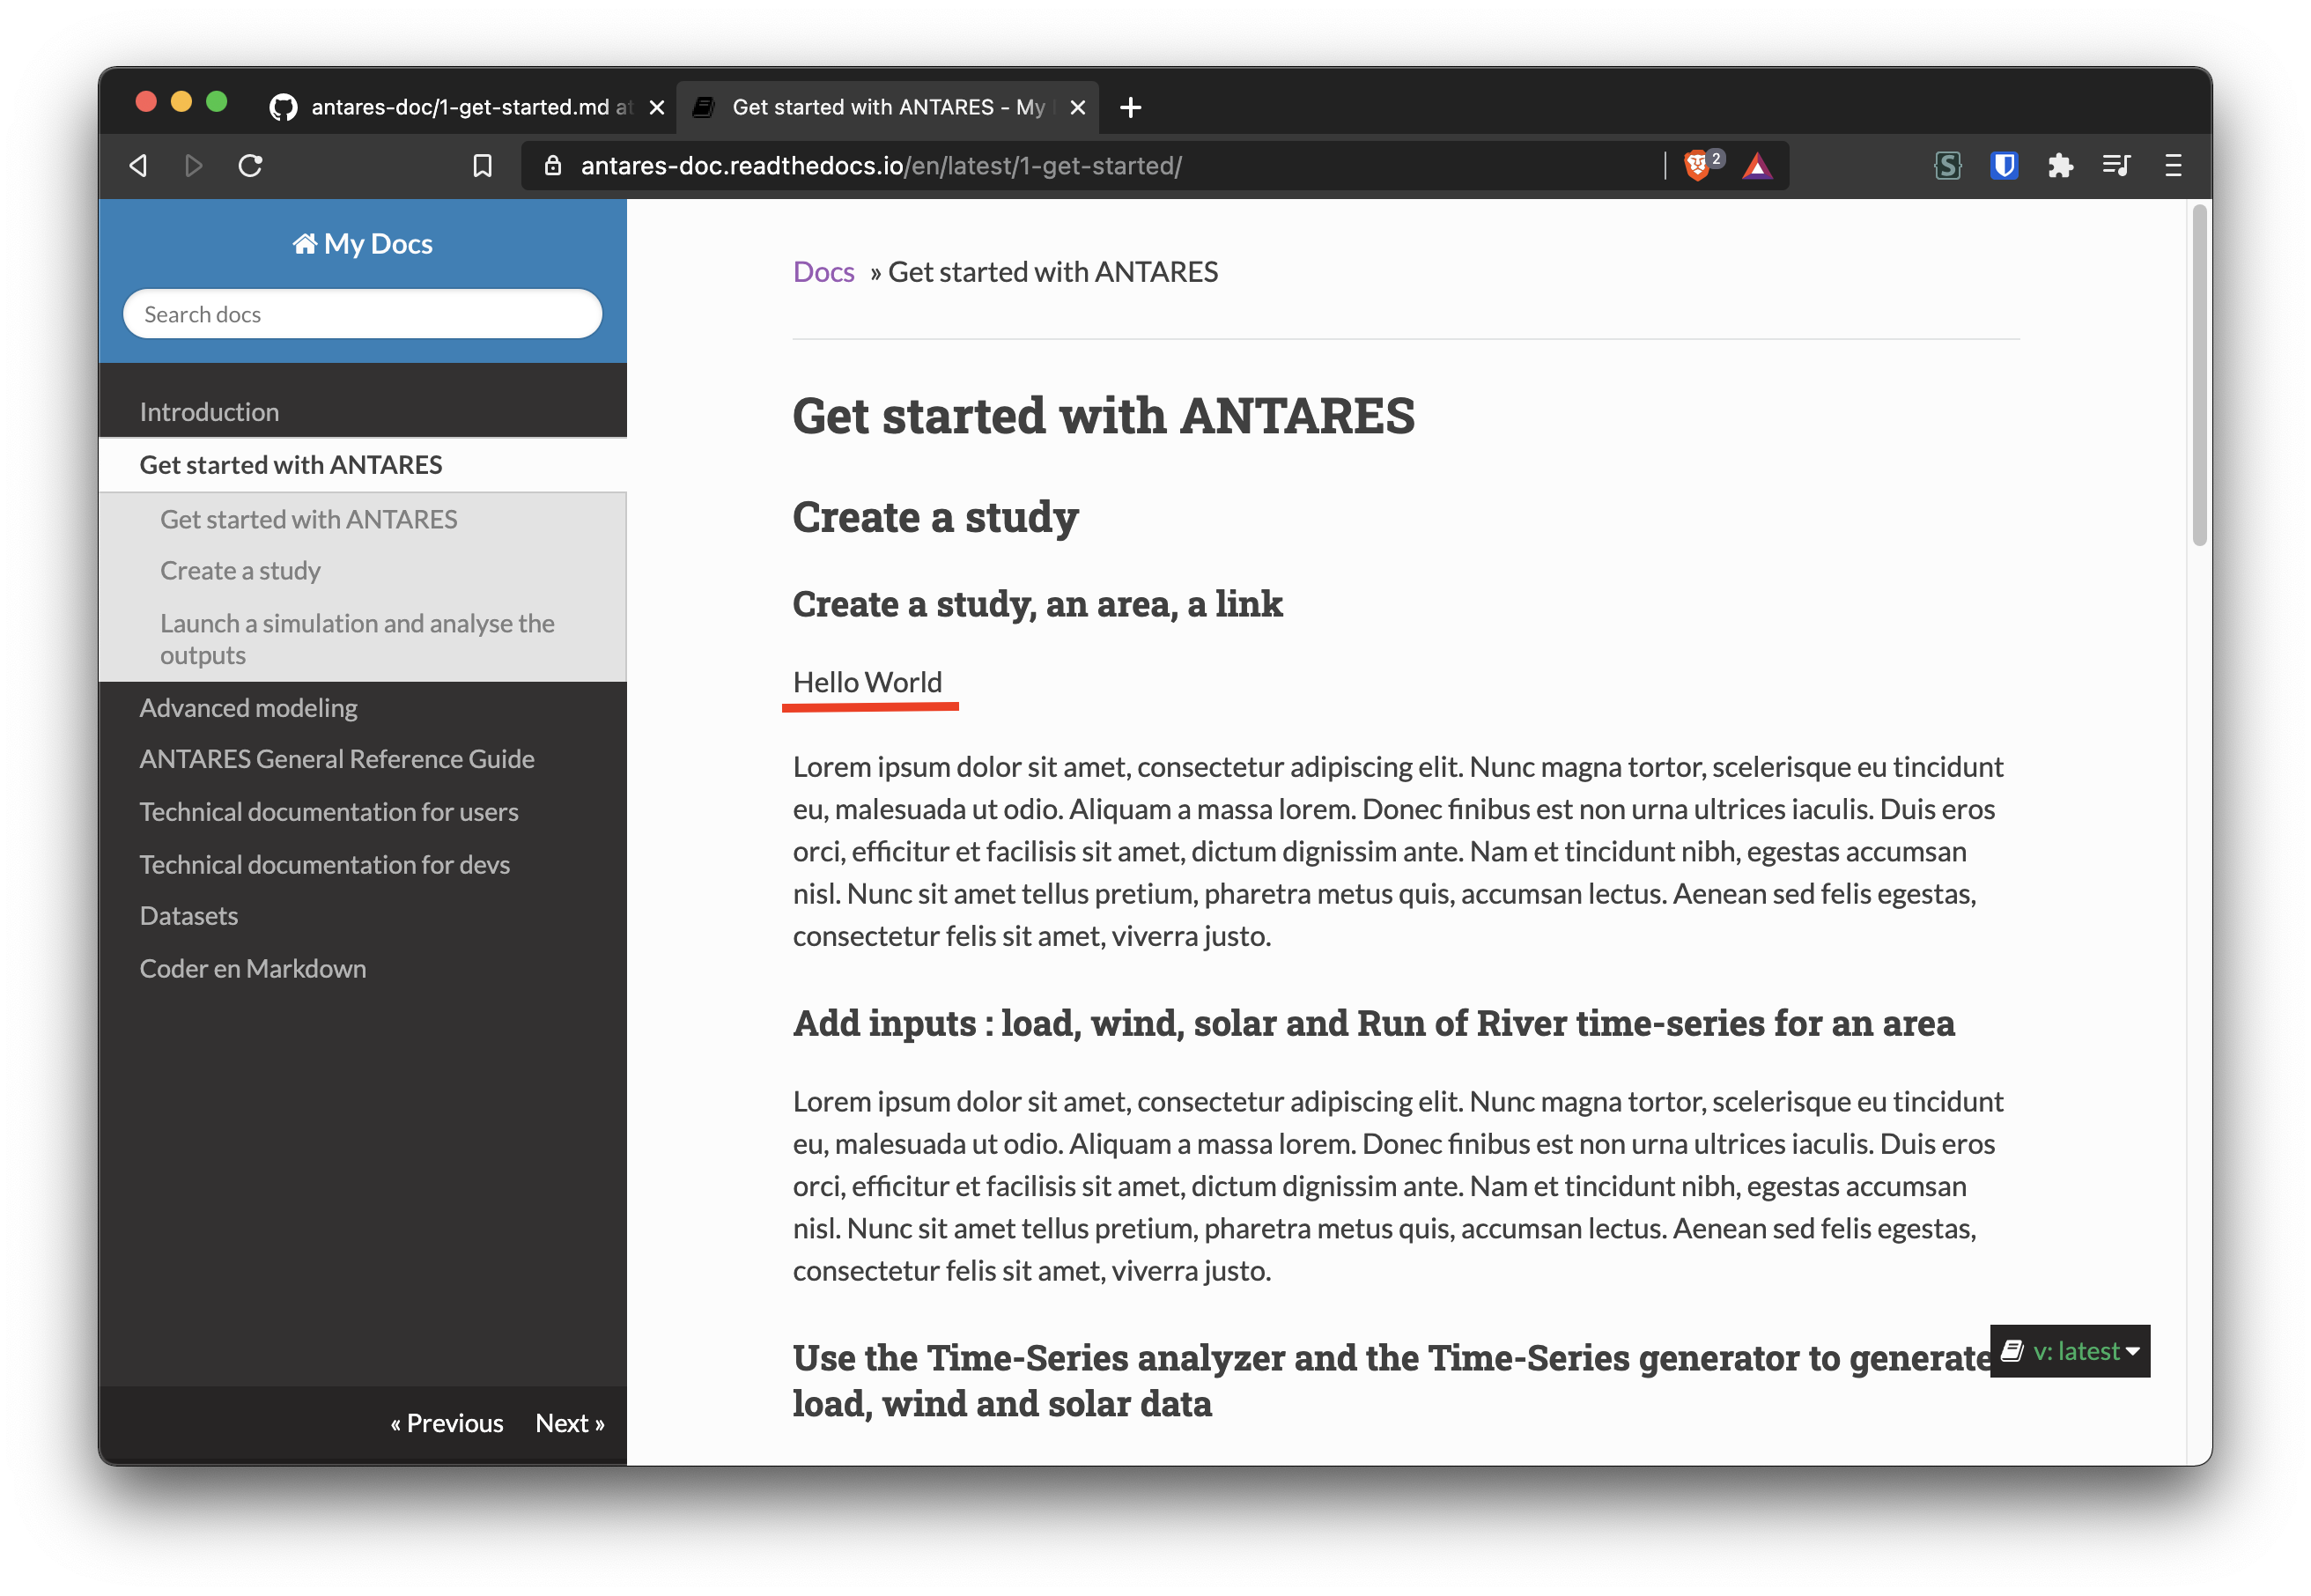 antares-doc/1-get-started.md at
Get started with ANTARES - My
antares-doc.readthedocs.io/en/latest/1-get-started/
2
My Docs
Search docs
Introduction
Get started with ANTARES
Get started with ANTARES
Create a study
Launch a simulation and analyse the
outputs
Advanced modeling
ANTARES General Reference Guide
Technical documentation for users
Technical documentation for devs
Datasets
Coder en Markdown
« Previous Next »
Docs » Get started with ANTARES
Get started with ANTARES
Create a study
Create a study, an area, a link
Hello World
Lorem ipsum dolor sit amet, consectetur adipiscing elit. Nunc magna tortor, scelerisque eu tincidunt
eu, malesuada ut odio. Aliquam a massa lorem. Donec finibus est non urna ultrices iaculis. Duis eros
orci, efficitur et facilisis sit amet, dictum dignissim ante. Nam et tincidunt nibh, egestas accumsan
nisl. Nunc sit amet tellus pretium, pharetra metus quis, accumsan lectus. Aenean sed felis egestas,
consectetur felis sit amet, viverra justo.
Add inputs : load, wind, solar and Run of River time-series for an area
Lorem ipsum dolor sit amet, consectetur adipiscing elit. Nunc magna tortor, scelerisque eu tincidunt
eu, malesuada ut odio. Aliquam a massa lorem. Donec finibus est non urna ultrices iaculis. Duis eros
orci, efficitur et facilisis sit amet, dictum dignissim ante. Nam et tincidunt nibh, egestas accumsan
nisl. Nunc sit amet tellus pretium, pharetra metus quis, accumsan lectus. Aenean sed felis egestas,
consectetur felis sit amet, viverra justo.
Use the Time-Series analyzer and the Time-Series generator to generate
load, wind and solar data
v: latest